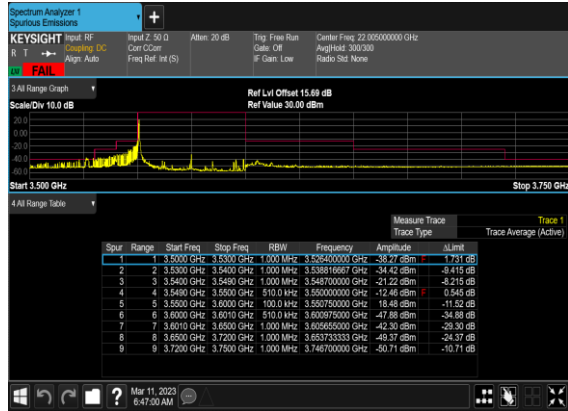 Spectrum Analyzer 1
Spurious Emissions
+
KEYSIGHT Input: RF Input Z: 50 Ω Atten: 20 dB Trig: Free Run Center Freq: 22.005000000 GHz
R T Coupling: DC Corr CCorr Gate: Off Avg|Hold: 300/300
Align: Auto Freq Ref: Int (S) IF Gain: Low Radio Std: None
LV FAIL
3 All Range Graph
Ref Lvl Offset 15.69 dB
Scale/Div 10.0 dB Ref Value 30.00 dBm
20.0
0.00
-20.0
-40.0
-60.0
Start 3.500 GHz Stop 3.750 GHz
4 All Range Table
Measure Trace Trace 1
Trace Type Trace Average (Active)
Spur Range Start Freq Stop Freq RBW Frequency Amplitude ΔLimit
1 1 3.5000 GHz 3.5300 GHz 1.000 MHz 3.526400000 GHz -38.27 dBm F 1.731 dB
2 2 3.5300 GHz 3.5400 GHz 1.000 MHz 3.538816667 GHz -34.42 dBm -9.415 dB
3 3 3.5400 GHz 3.5490 GHz 1.000 MHz 3.548700000 GHz -21.22 dBm -8.215 dB
4 4 3.5490 GHz 3.5500 GHz 510.0 kHz 3.550000000 GHz -12.46 dBm F 0.545 dB
5 5 3.5500 GHz 3.6000 GHz 100.0 kHz 3.550750000 GHz 18.48 dBm -11.52 dB
6 6 3.6000 GHz 3.6010 GHz 510.0 kHz 3.600975000 GHz -47.88 dBm -34.88 dB
7 7 3.6010 GHz 3.6500 GHz 1.000 MHz 3.605655000 GHz -42.30 dBm -29.30 dB
8 8 3.6500 GHz 3.7200 GHz 1.000 MHz 3.653733333 GHz -49.37 dBm -24.37 dB
9 9 3.7200 GHz 3.7500 GHz 1.000 MHz 3.746700000 GHz -50.71 dBm -10.71 dB
? Mar 11, 2023
6:47:00 AM